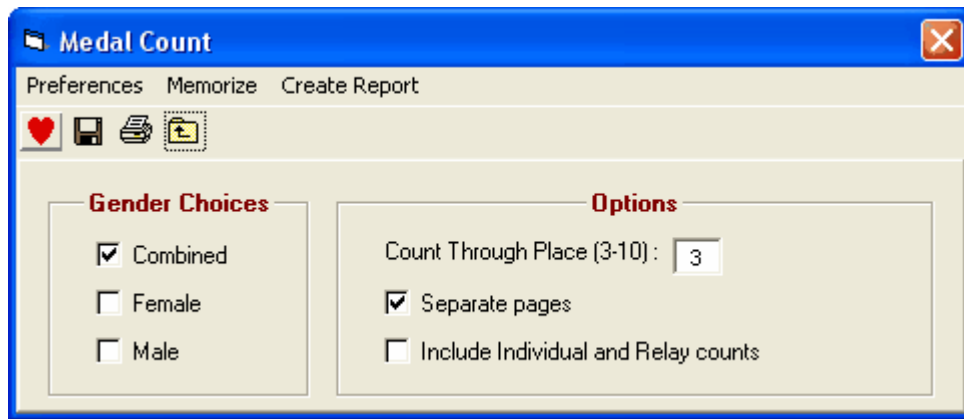 Medal Count
Preferences Memorize Create Report
Gender Choices
Combined
Female
Male
Options
Count Through Place (3-10) : 3
Separate pages
Include Individual and Relay counts